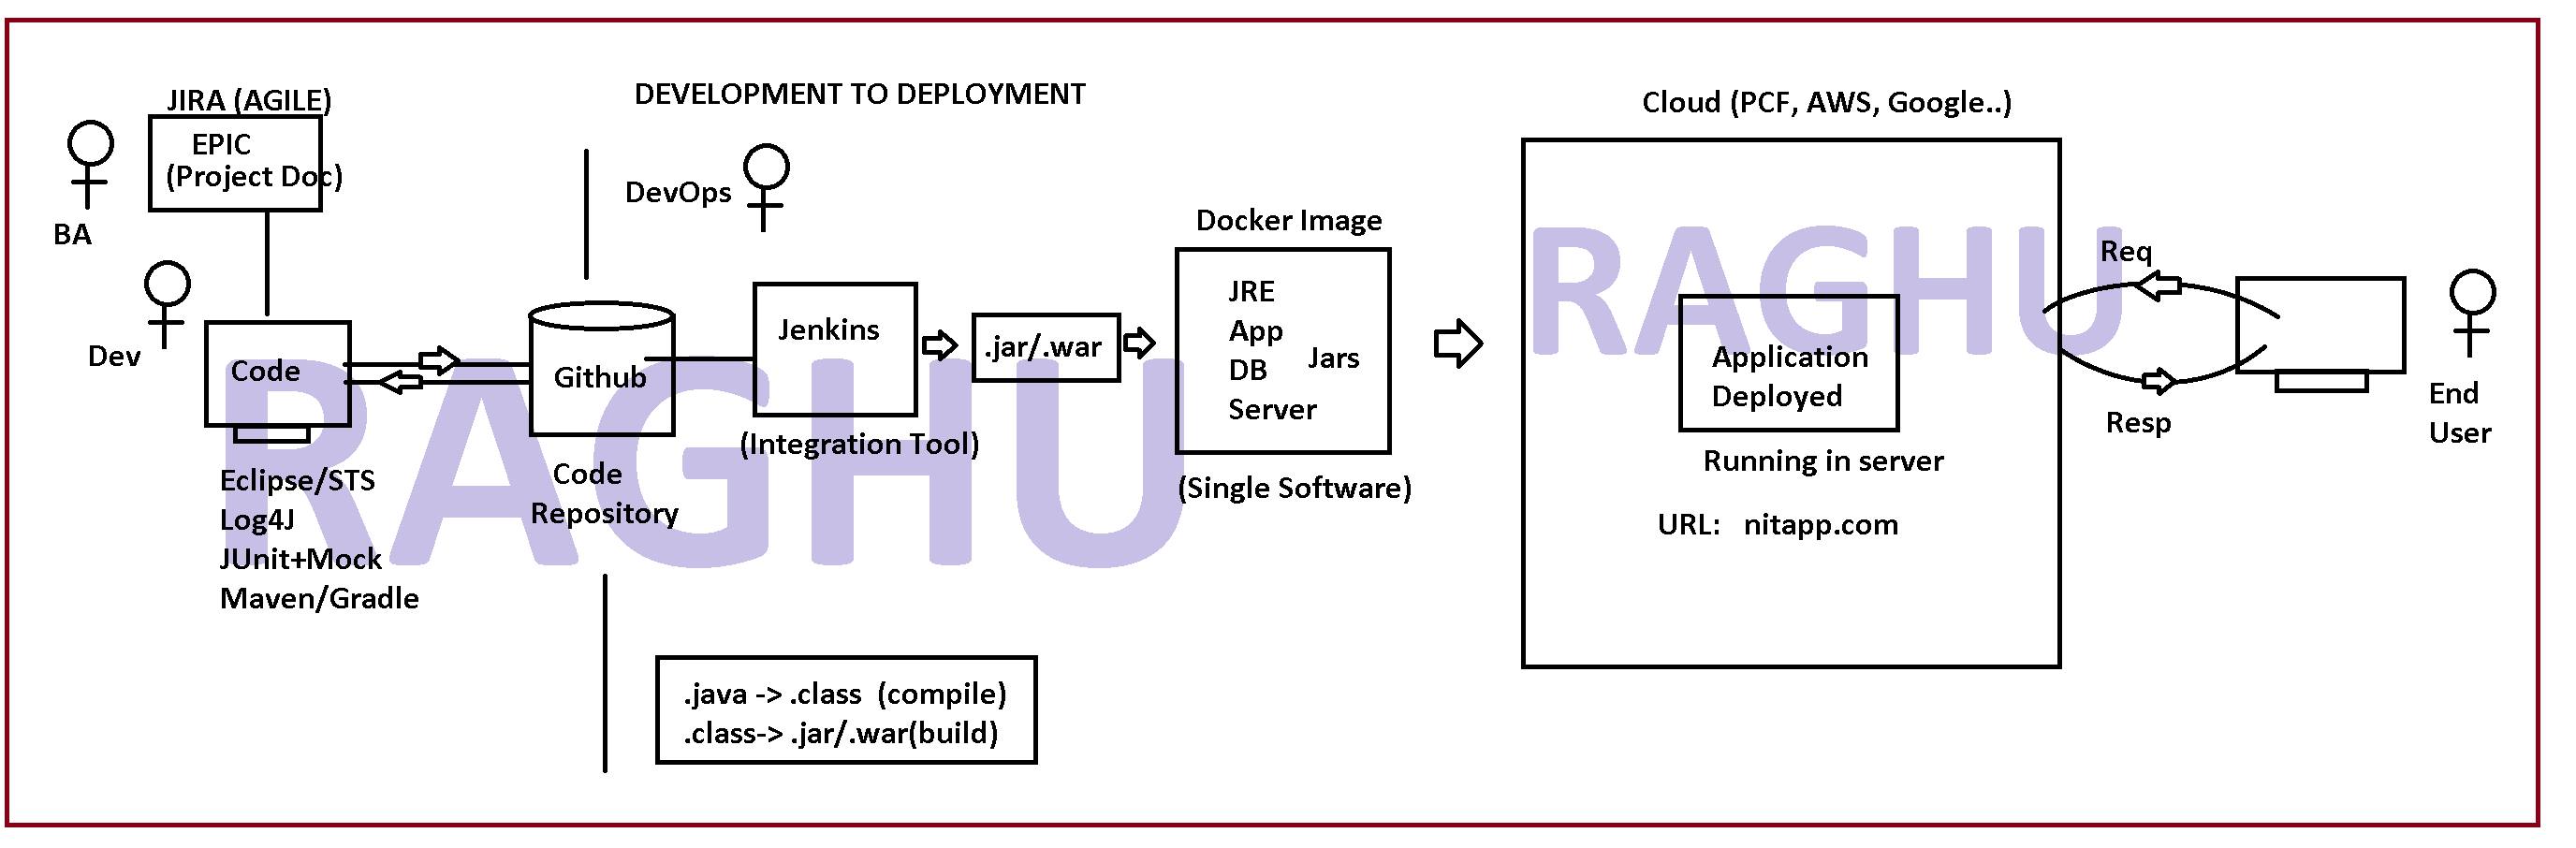 DEVELOPMENT TO DEPLOYMENT
JIRA (AGILE)
EPIC
(Project Doc)
BA
Dev
Code
Eclipse/STS
Log4J
JUnit+Mock
Maven/Gradle
DevOps
Github
Code
Repository
Jenkins
(Integration Tool)
.jar/.war
Docker Image
JRE
App
DB
Jars
Server
(Single Software)
.java -> .class (compile)
.class-> .jar/.war(build)
Cloud (PCF, AWS, Google..)
Application
Deployed
Running in server
URL: nitapp.com
Req
Resp
End
User
RAGHU
RAGHU